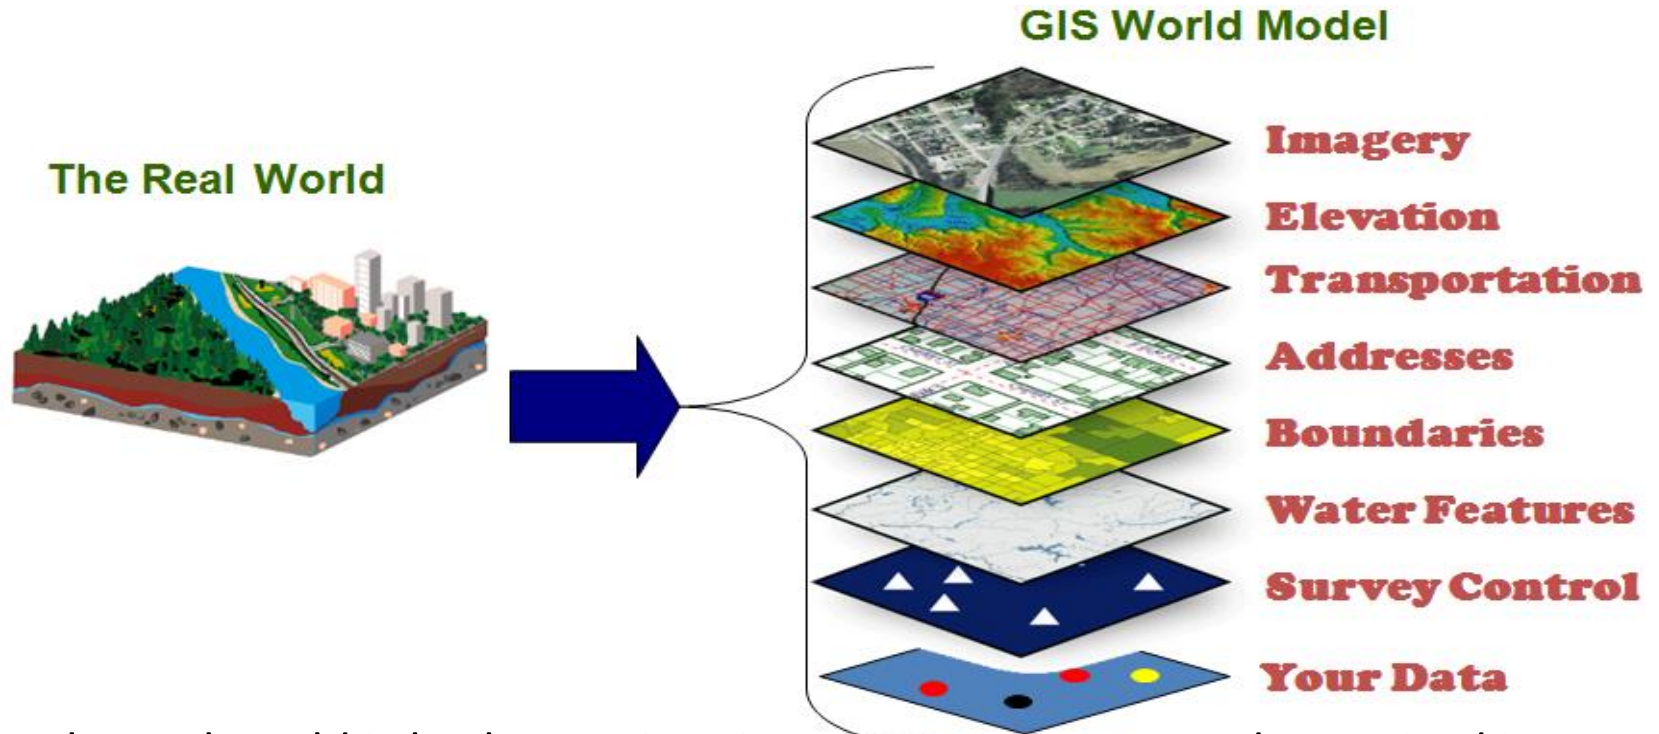 GIS World Model
The Real World
Imagery
Elevation
Transportation
Addresses
Boundaries
Water Features
Survey Control
Your Data